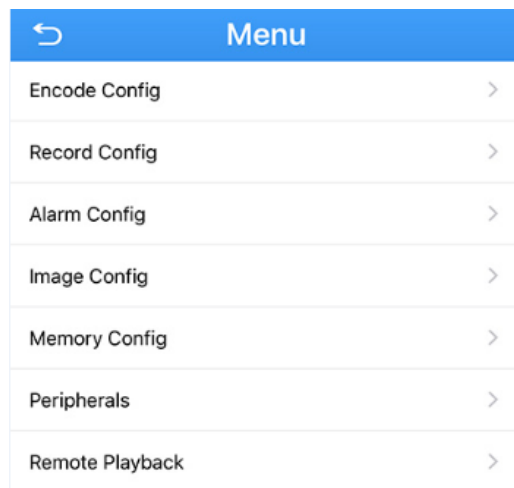 Menu
Encode Config
Record Config
Alarm Config
Image Config
Memory Config
Peripherals
Remote Playback